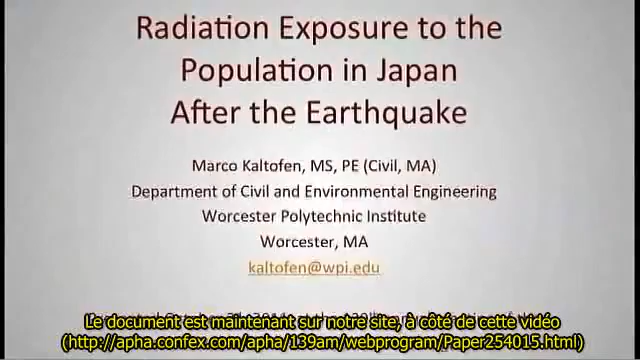 Radiation Exposure to the
Population in Japan
After the Earthquake
Marco Kaltofen, MS, PE (Civil, MA)
Department of Civil and Environmental Engineering
Worcester Polytechnic Institute
Worcester, MA
kaltofen@wpi.edu
Le document est maintenant sur notre site, à côté de cette vidéo
(http://apha.confex.com/apha/139am/webprogram/Paper254015.html)